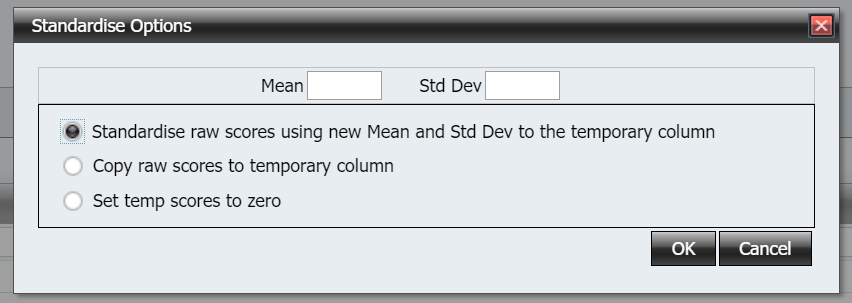 Standardise Options
Mean Std Dev
Standardise raw scores using new Mean and Std Dev to the temporary column
Copy raw scores to temporary column
Set temp scores to zero
OK Cancel